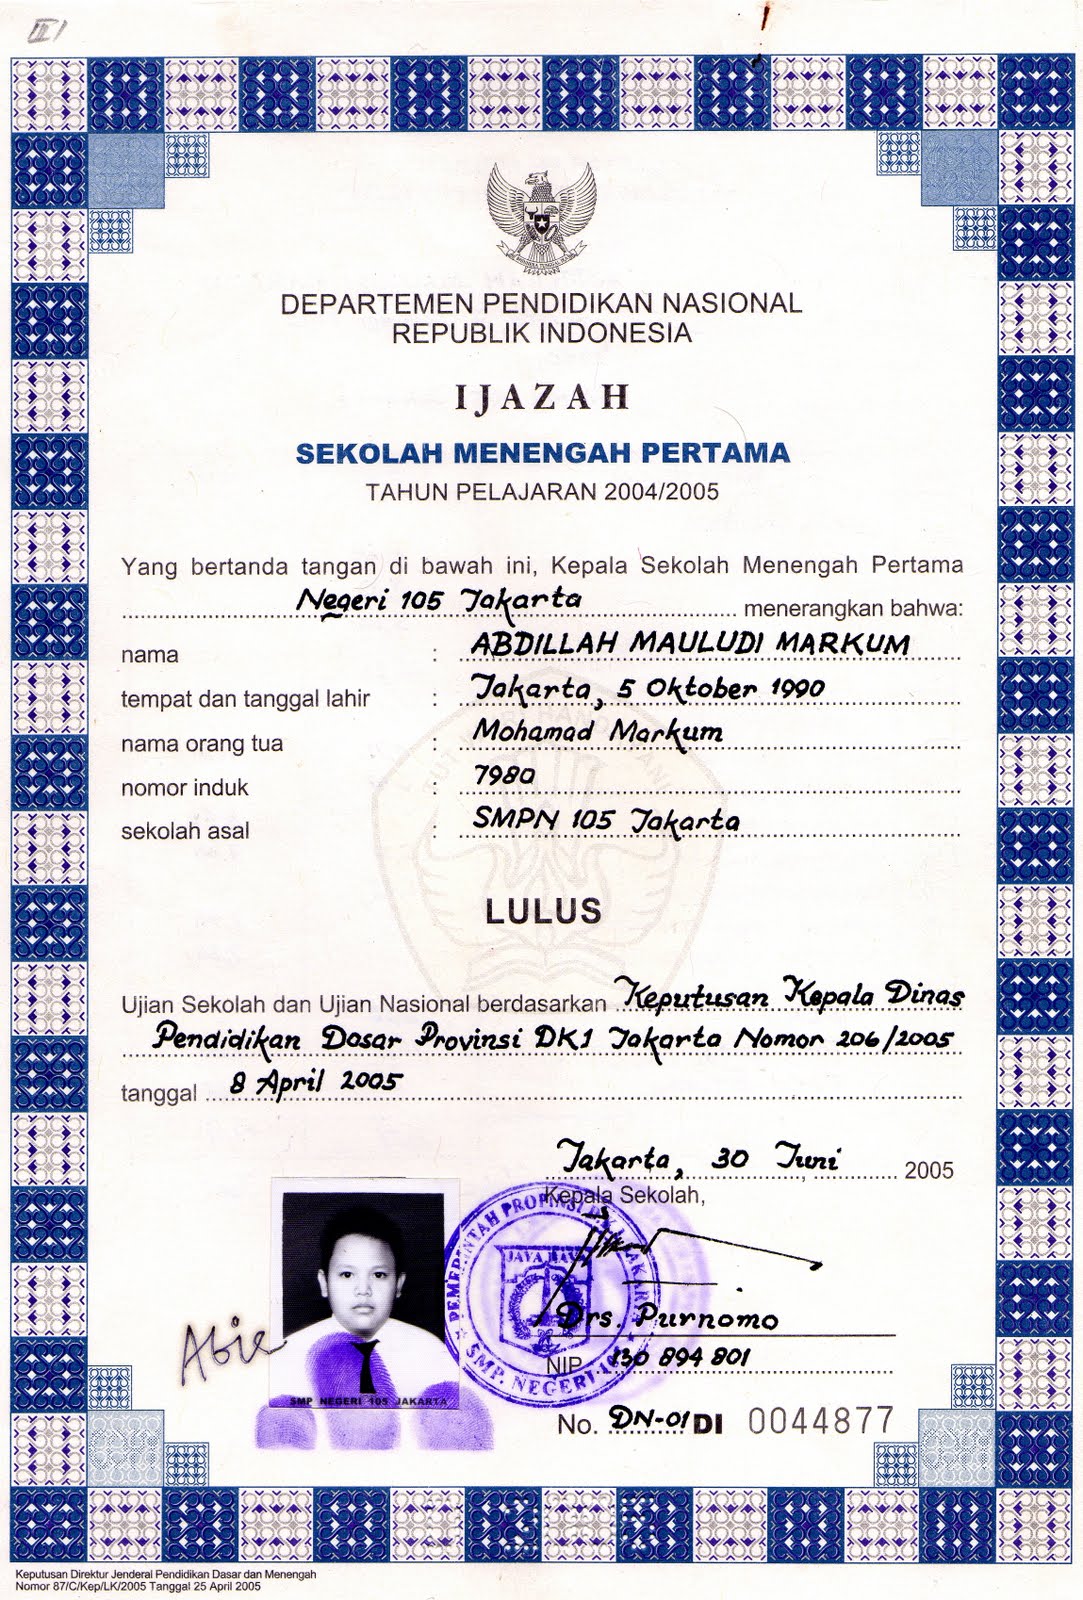 III/
DEPARTEMEN PENDIDIKAN NASIONAL
REPUBLIK INDONESIA
IJAZAH
SEKOLAH MENENGAH PERTAMA
TAHUN PELAJARAN 2004/2005
Yang bertanda tangan di bawah ini, Kepala Sekolah Menengah Pertama
Negeri 105 Jakarta menerangkan bahwa:
nama : ABDILLAH MAULUDI MARKUM
tempat dan tanggal lahir : Jakarta, 5 Oktober 1990
nama orang tua : Mohamad Markum
nomor induk : 7980
sekolah asal : SMPN 105 Jakarta
LULUS
Ujian Sekolah dan Ujian Nasional berdasarkan Keputusan Kepala Dinas
Pendidikan Dasar Provinsi DKI Jakarta Nomor 206/2005
tanggal 8 April 2005
Jakarta, 30 Juni 2005
Kepala Sekolah,
PEMERINTAH PROPINSI D.K.I. JAKARTA
JAYA RAYA
SMP. NEGERI 105
Drs. Purnomo
NIP. 130 894 801
Abie
SMP NEGERI 105 JAKARTA
No. DN-01 DI 0044877
Keputusan Direktur Jenderal Pendidikan Dasar dan Menengah
Nomor 87/C/Kep/LK/2005 Tanggal 25 April 2005